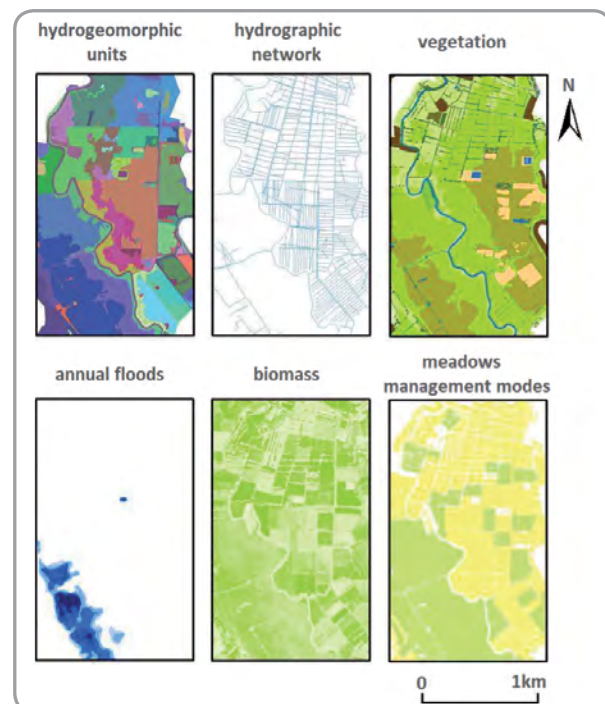 hydrogeomorphic
units
hydrographic
network
vegetation
N
annual floods
biomass
meadows
management modes
0
1km